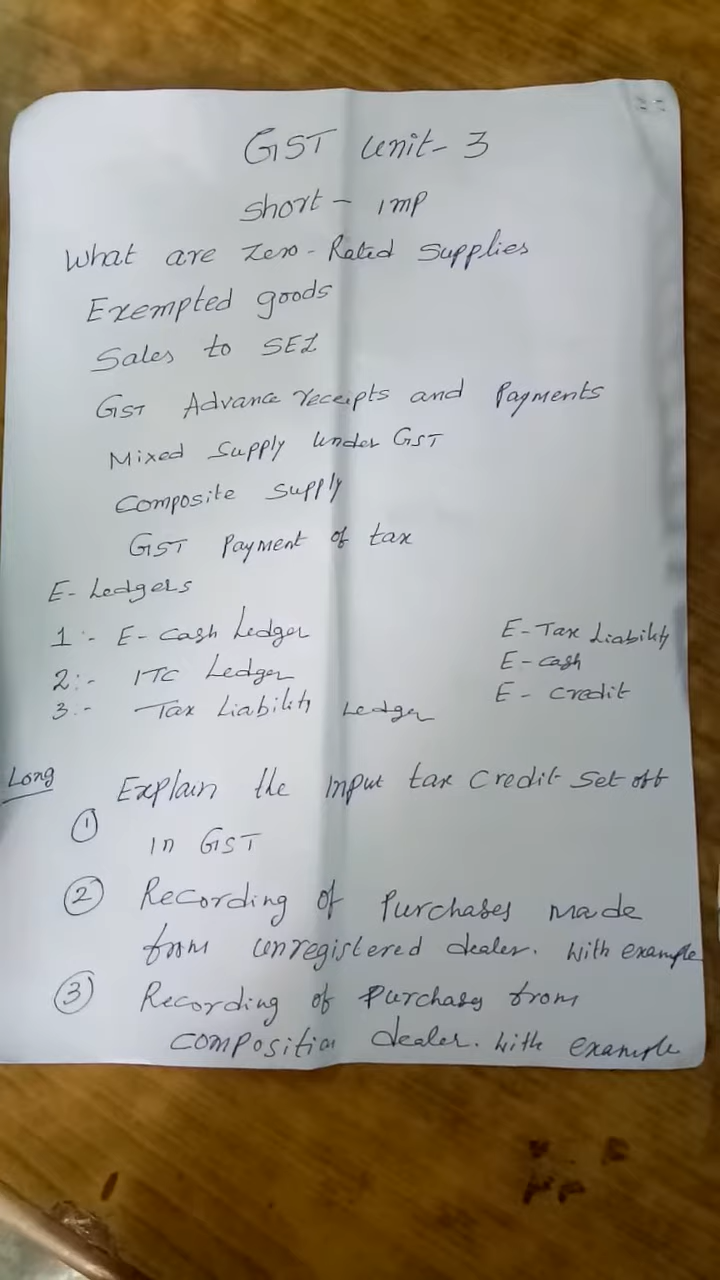 GST Unit - 3
Short - imp
What are Zero-Rated Supplies
Exempted goods
Sales to SEZ
GST Advance receipts and Payments
Mixed Supply Under GST
Composite Supply
GST Payment of tax
E-Ledgers
1:- E-cash Ledger
E-Tax Liability
2:- ITC Ledger
E-cash
3:- Tax Liability Ledger
E-Credit
Long
① Explain the input tax Credit Set off
in GST
② Recording of Purchases made
from unregistered dealer. With example
③ Recording of Purchases from
composition dealer. With example